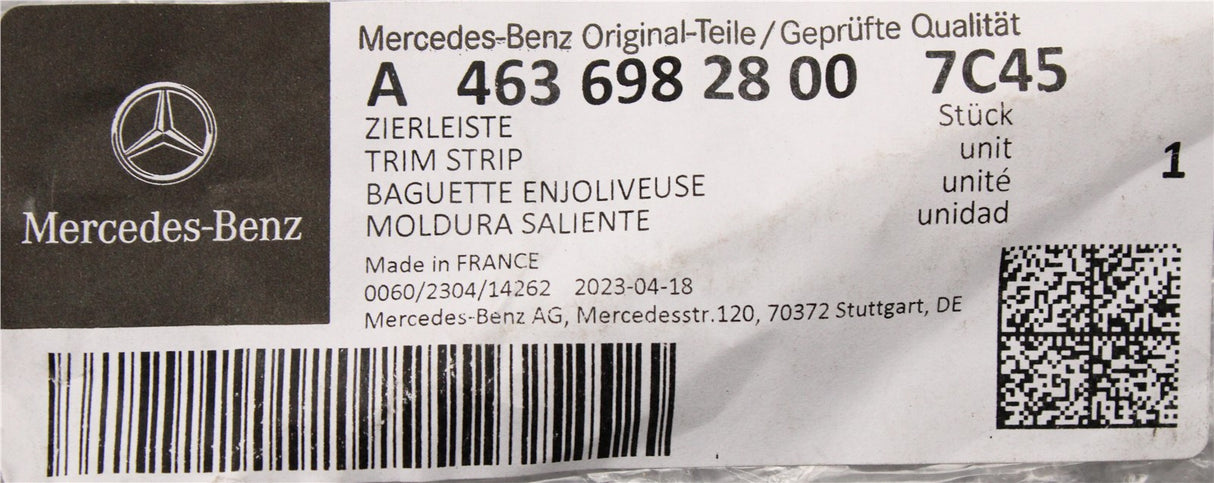 Mercedes-Benz
Mercedes-Benz Original-Teile / Geprüfte Qualität
A 463 698 28 00 7C45
ZIERLEISTE Stück
TRIM STRIP unit 1
BAGUETTE ENJOLIVEUSE unité
MOLDURA SALIENTE unidad
Made in FRANCE
0060/2304/14262 2023-04-18
Mercedes-Benz AG, Mercedesstr.120, 70372 Stuttgart, DE